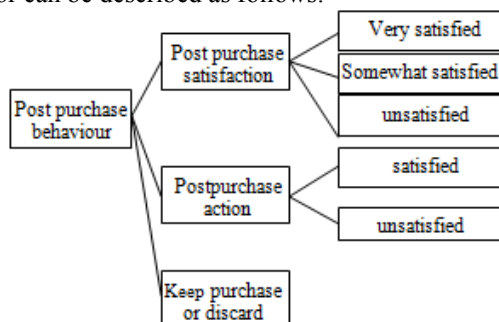 or can be described as follows:
Very satisfied
Post purchase
satisfaction
Somewhat satisfied
Post purchase
behaviour
unsatisfied
Postpurchase
action
satisfied
unsatisfied
Keep purchase
or discard